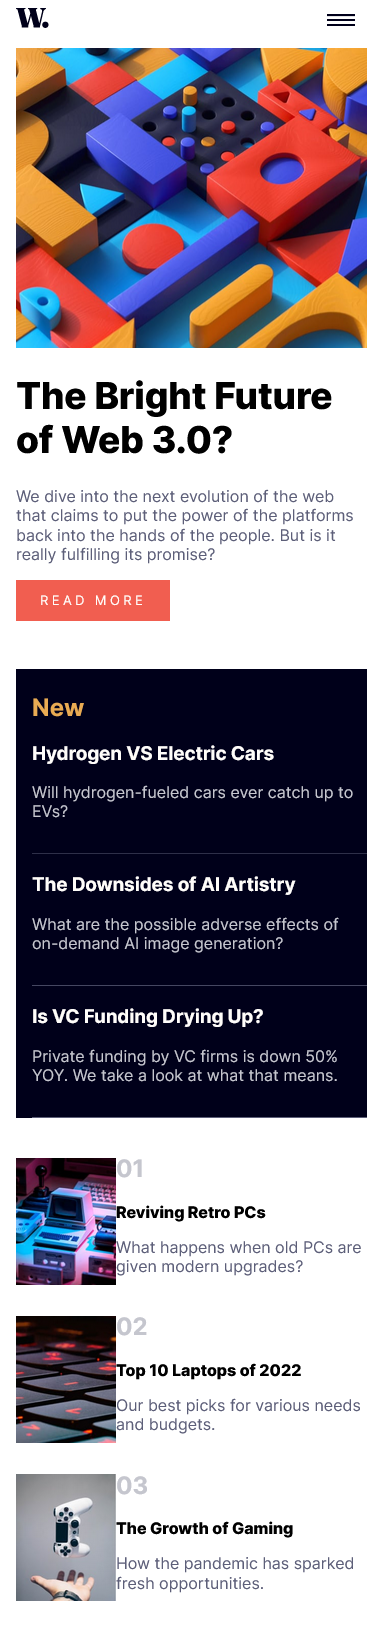 W.
The Bright Future
of Web 3.0?
We dive into the next evolution of the web
that claims to put the power of the platforms
back into the hands of the people. But is it
really fulfilling its promise?
READ MORE
New
Hydrogen VS Electric Cars
Will hydrogen-fueled cars ever catch up to
EVs?
The Downsides of AI Artistry
What are the possible adverse effects of
on-demand AI image generation?
Is VC Funding Drying Up?
Private funding by VC firms is down 50%
YOY. We take a look at what that means.
01
Reviving Retro PCs
What happens when old PCs are
given modern upgrades?
02
Top 10 Laptops of 2022
Our best picks for various needs
and budgets.
03
The Growth of Gaming
How the pandemic has sparked
fresh opportunities.